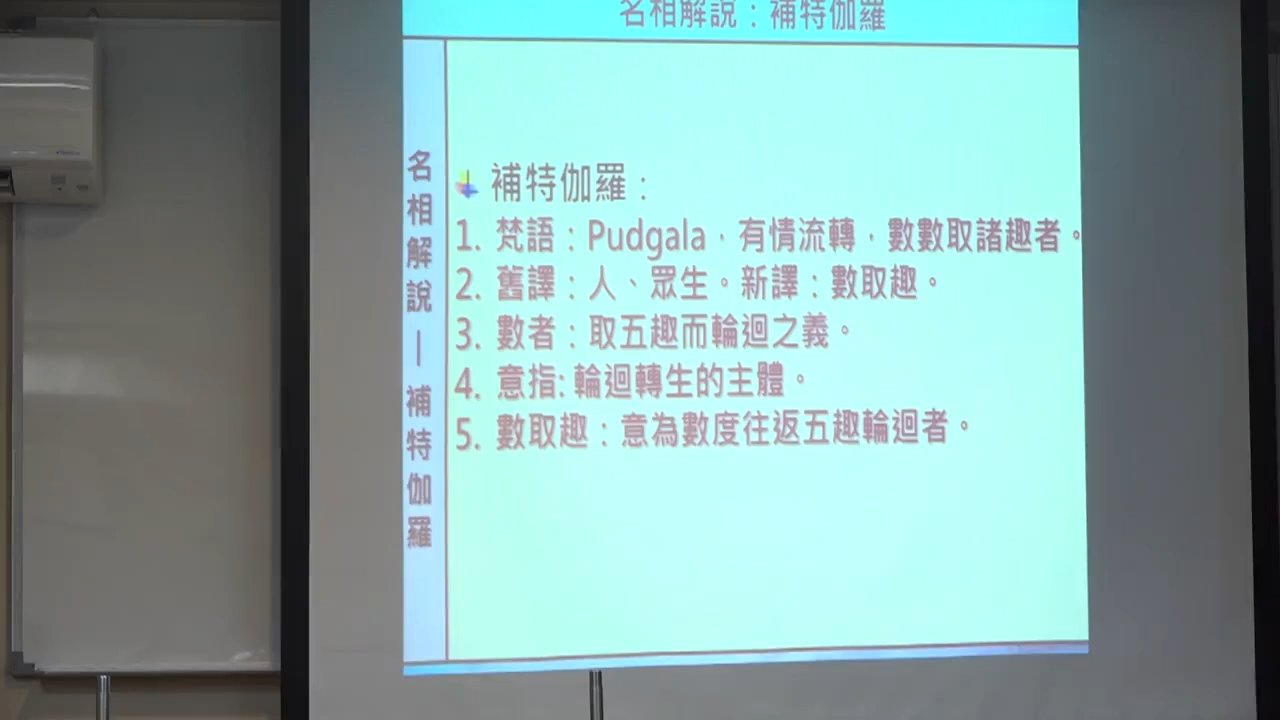 名相解說：補特伽羅
名相解說－補特伽羅
補特伽羅：
1. 梵語：Pudgala，有情流轉，數數取諸趣者。
2. 舊譯：人、眾生。新譯：數取趣。
3. 數者：取五趣而輪迴之義。
4. 意指: 輪迴轉生的主體。
5. 數取趣：意為數度往返五趣輪迴者。